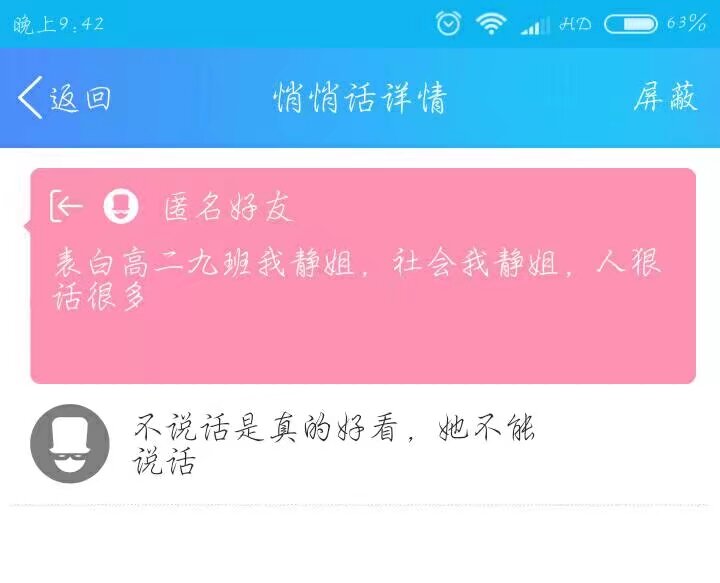 晚上9:42 HD 63%
返回 悄悄话详情 屏蔽
匿名好友
表白高二九班我静姐，社会我静姐，人狠
话很多
不说话是真的好看，她不能
说话